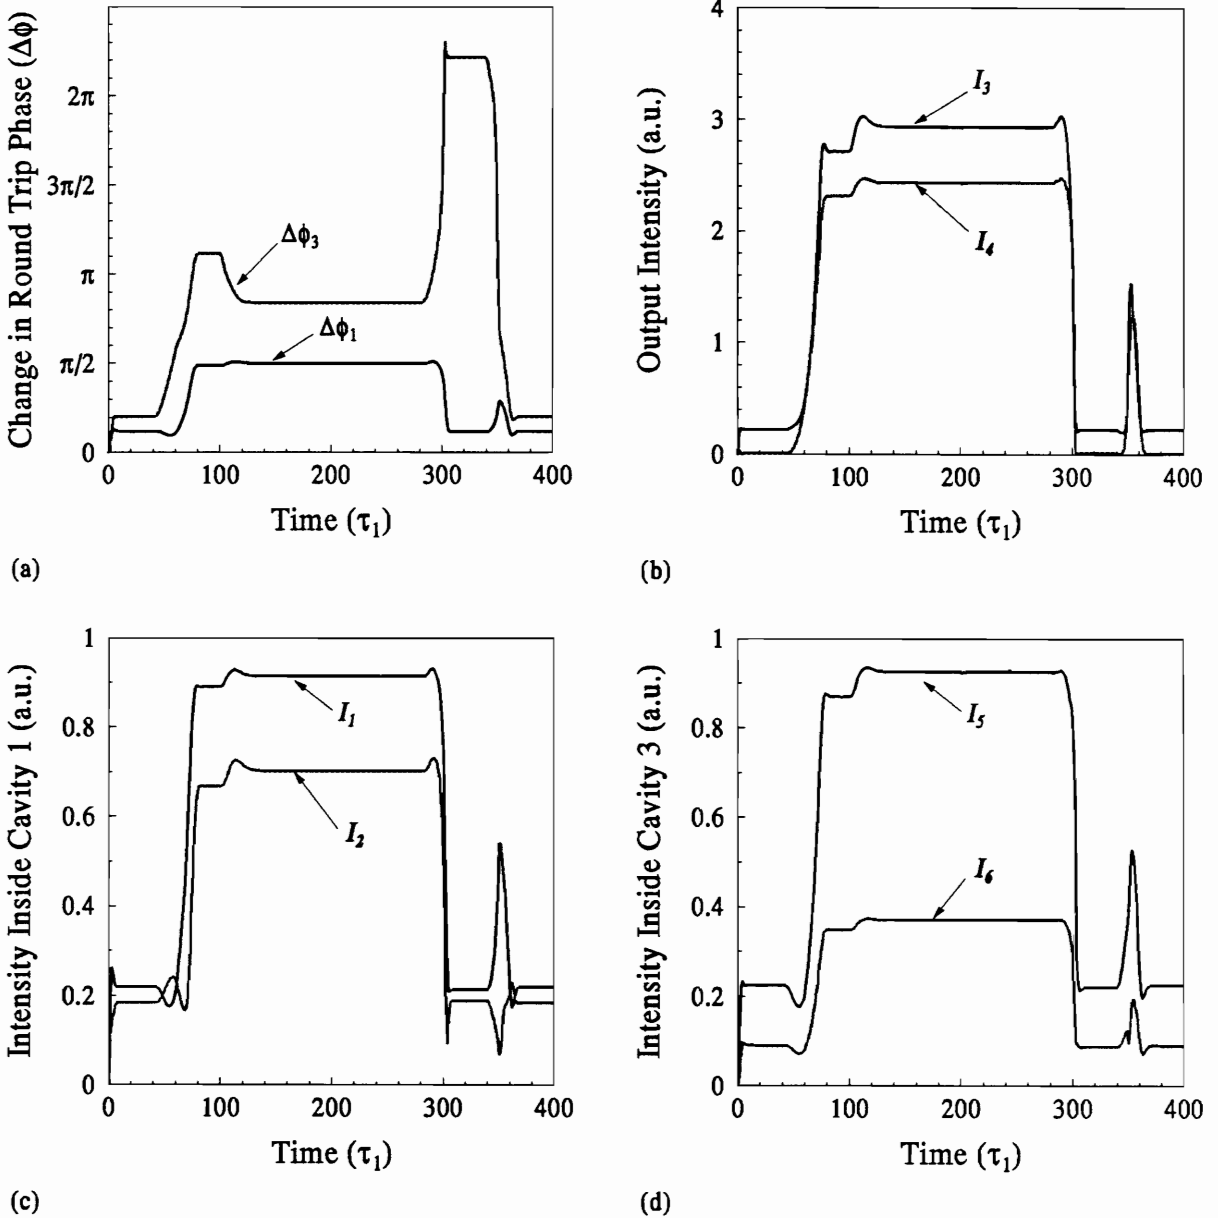 Change in Round Trip Phase (Δϕ)
2π
3π/2
π
π/2
0
Δϕ3
Δϕ1
0 100 200 300 400
Time (τ1)
(a)
Output Intensity (a.u.)
4
3
2
1
0
I3
I4
0 100 200 300 400
Time (τ1)
(b)
Intensity Inside Cavity 1 (a.u.)
1
0.8
0.6
0.4
0.2
0
I1
I2
0 100 200 300 400
Time (τ1)
(c)
Intensity Inside Cavity 3 (a.u.)
1
0.8
0.6
0.4
0.2
0
I5
I6
0 100 200 300 400
Time (τ1)
(d)